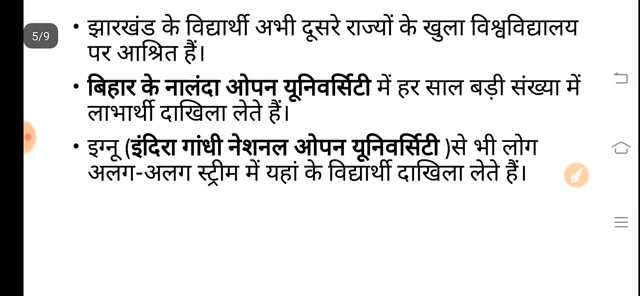 5/9
• झारखंड के विद्यार्थी अभी दूसरे राज्यों के खुला विश्वविद्यालय
पर आश्रित हैं।
• बिहार के नालंदा ओपन यूनिवर्सिटी में हर साल बड़ी संख्या में
लाभार्थी दाखिला लेते हैं।
• इग्नू (इंदिरा गांधी नेशनल ओपन यूनिवर्सिटी )से भी लोग
अलग-अलग स्ट्रीम में यहां के विद्यार्थी दाखिला लेते हैं।